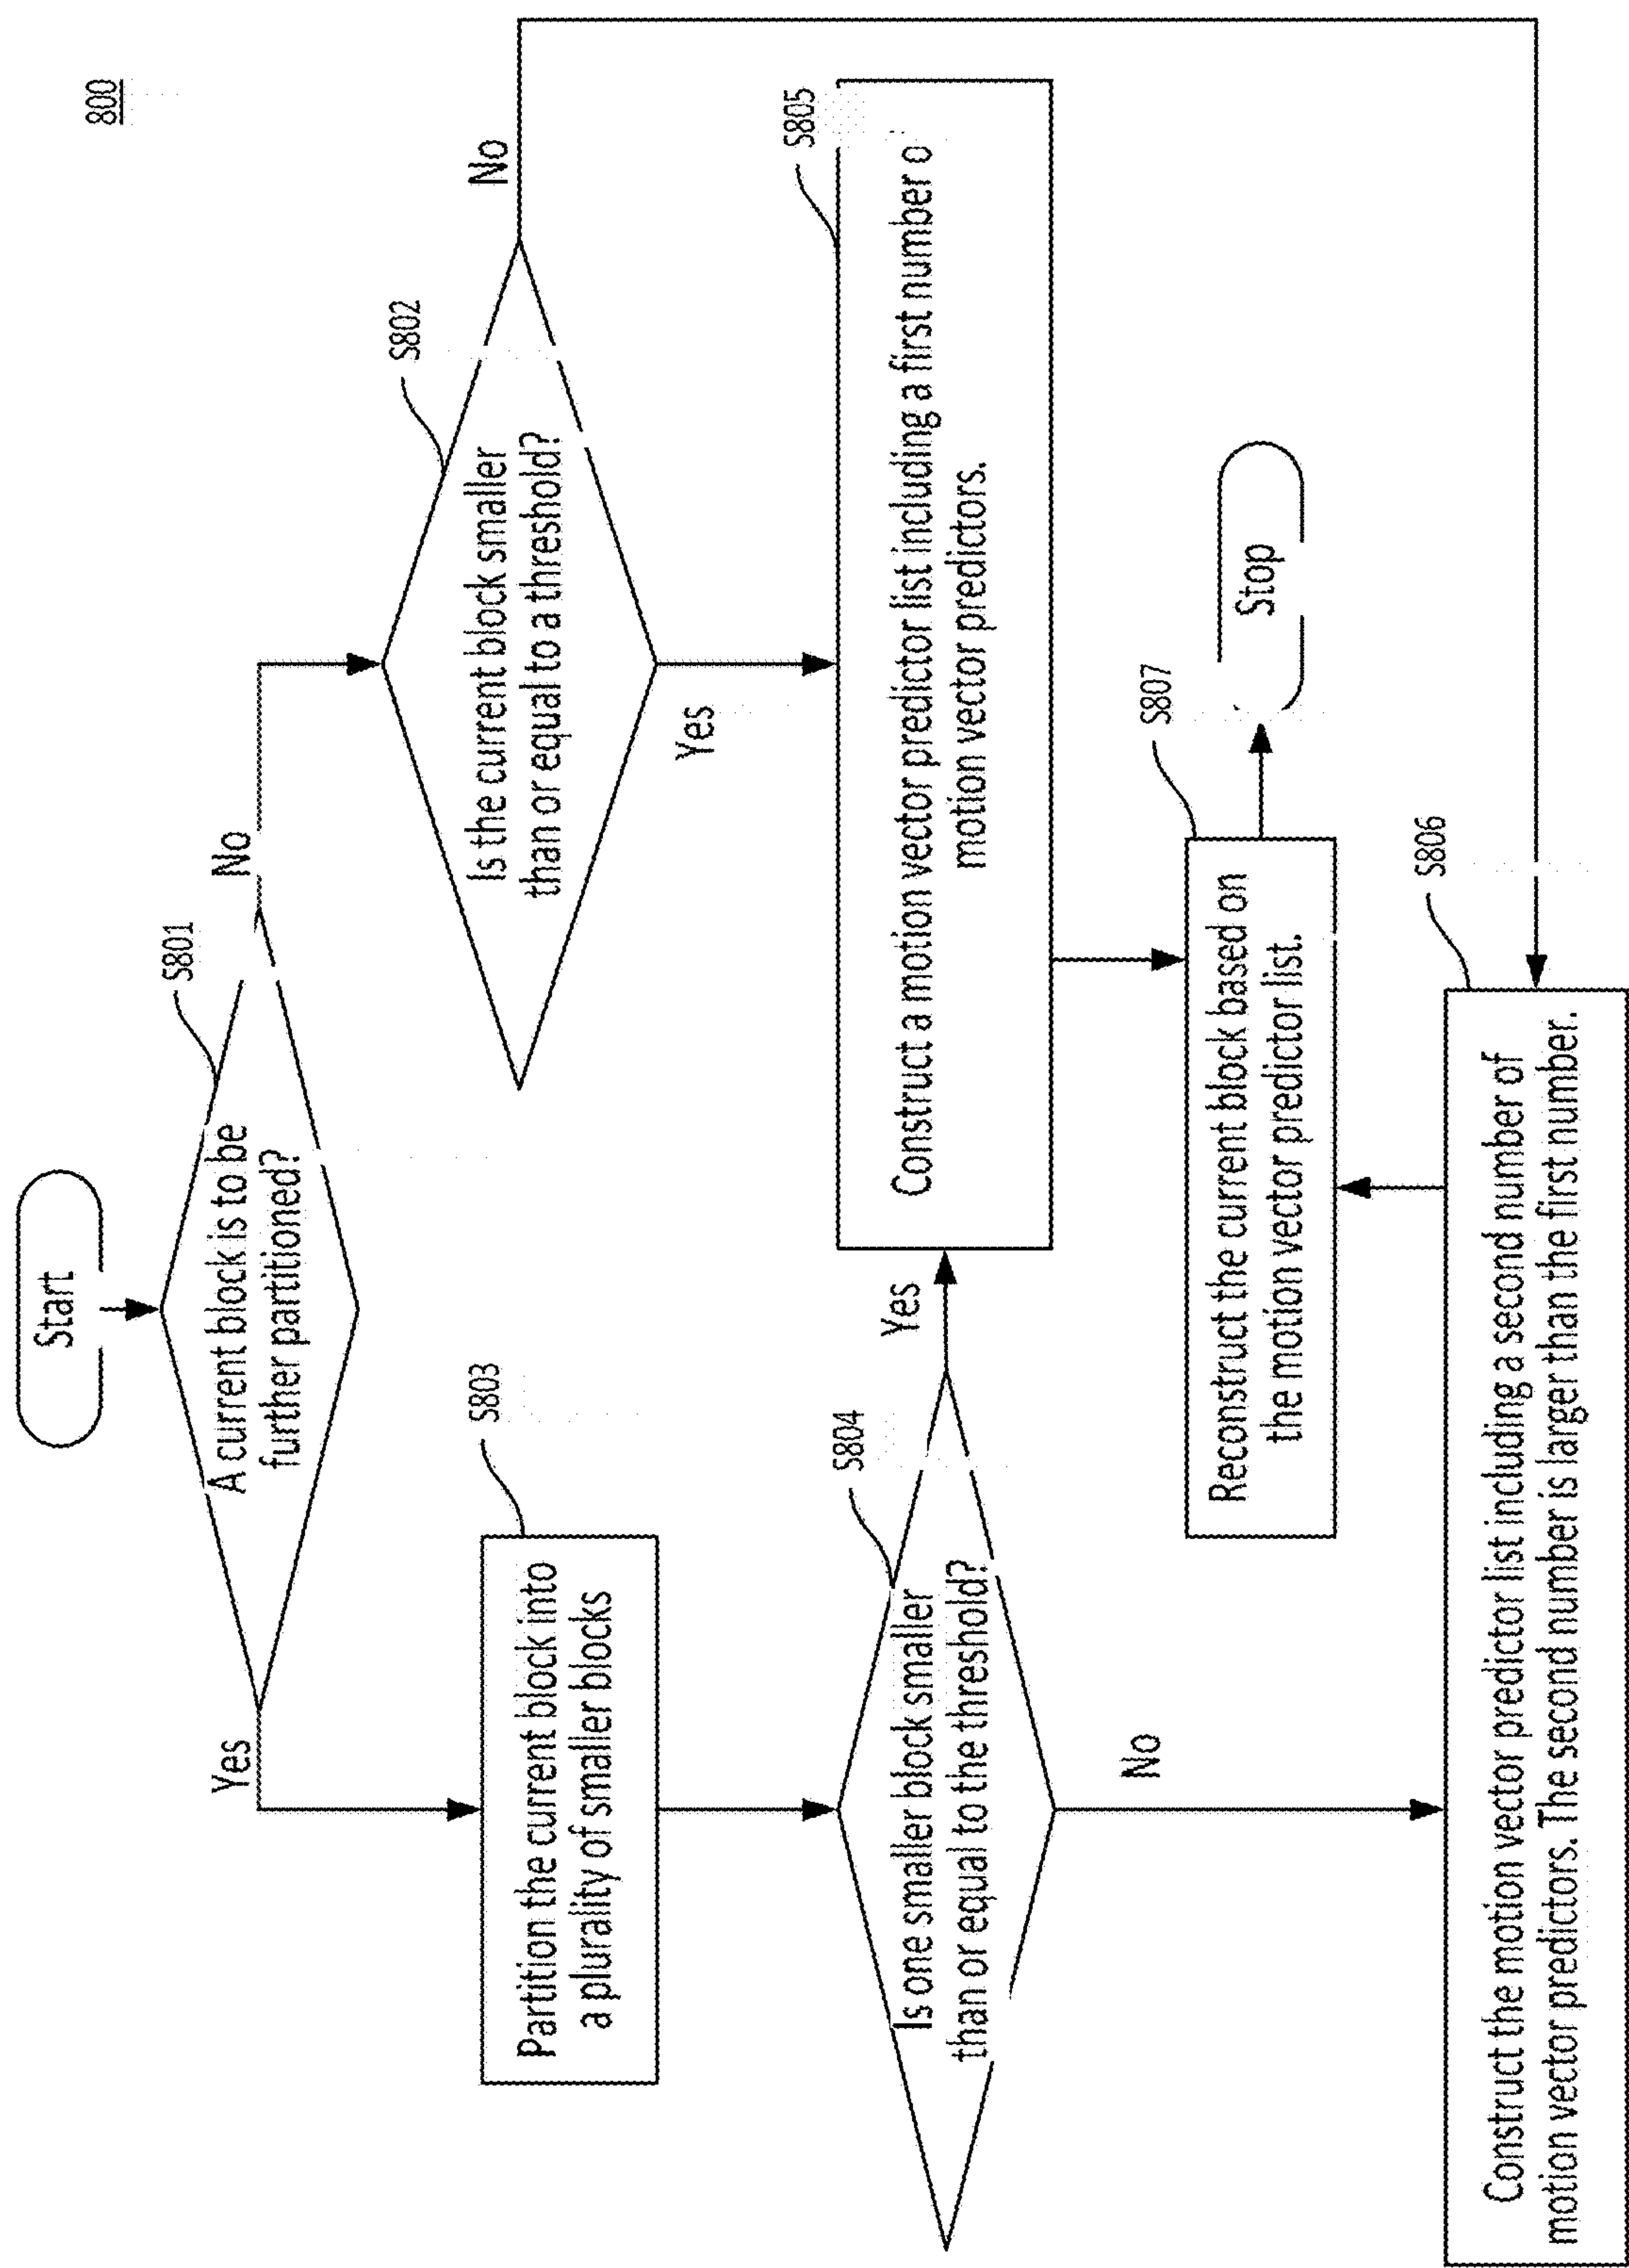 800
Start
S801
A current block is to be
further partitioned?
Yes
No
S802
Is the current block smaller
than or equal to a threshold?
No
Yes
S803
Partition the current block into
a plurality of smaller blocks
S804
Is one smaller block smaller
than or equal to the threshold?
Yes
No
S805
Construct a motion vector predictor list including a first number o
motion vector predictors.
S807
Reconstruct the current block based on
the motion vector predictor list.
Stop
S806
Construct the motion vector predictor list including a second number of
motion vector predictors. The second number is larger than the first number.